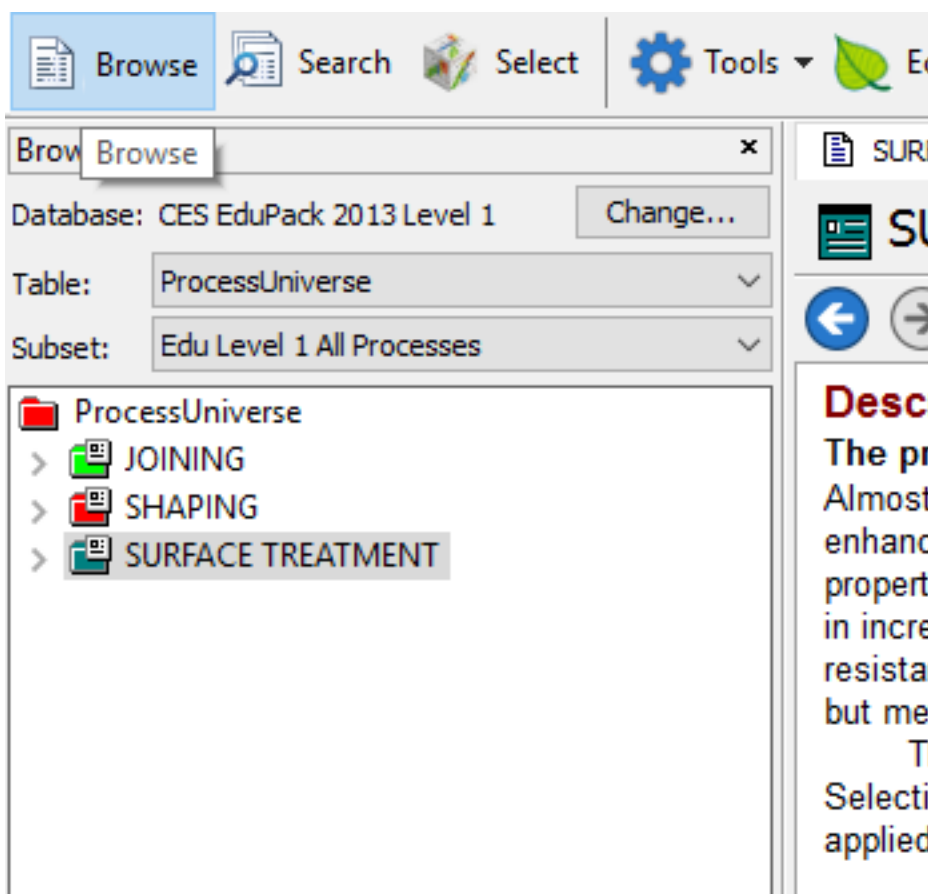 Browse Search Select Tools
Browse
Database: CES EduPack 2013 Level 1 Change...
Table: ProcessUniverse
Subset: Edu Level 1 All Processes
ProcessUniverse
JOINING
SHAPING
SURFACE TREATMENT
Desc
The pr
Almost
enhanc
propert
in incre
resista
but me
Selecti
applied